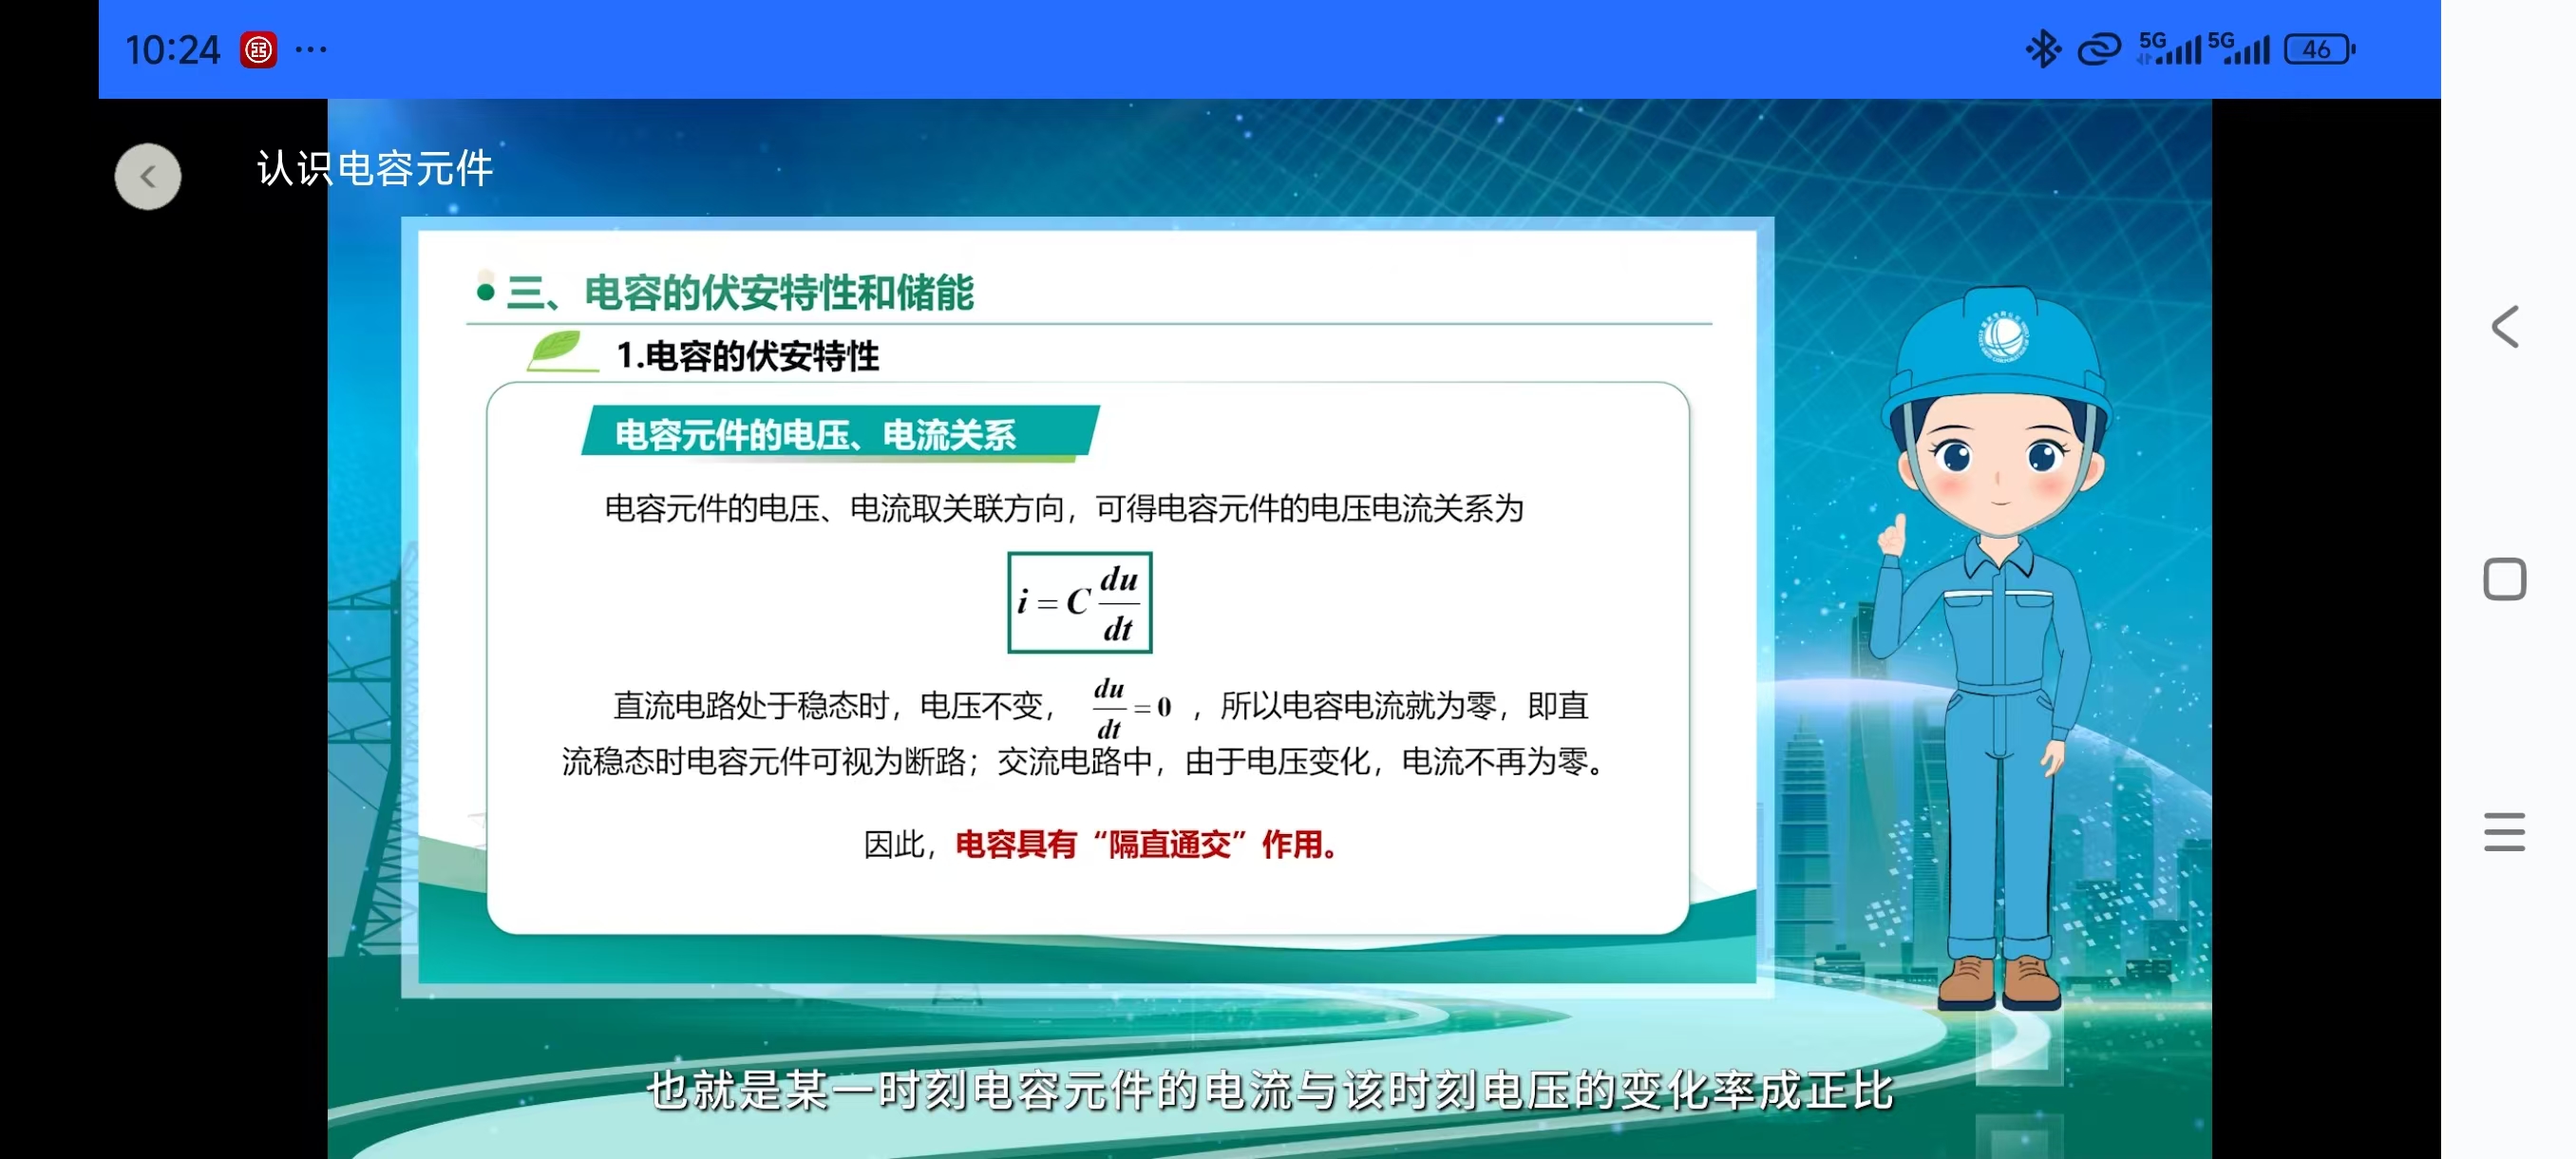 10:24
5G 5G 46
认识电容元件
三、电容的伏安特性和储能
1.电容的伏安特性
电容元件的电压、电流关系
电容元件的电压、电流取关联方向，可得电容元件的电压电流关系为
i = C du/dt
直流电路处于稳态时，电压不变， du/dt = 0 ，所以电容电流就为零，即直
流稳态时电容元件可视为断路；交流电路中，由于电压变化，电流不再为零。
因此，电容具有“隔直通交”作用。
也就是某一时刻电容元件的电流与该时刻电压的变化率成正比